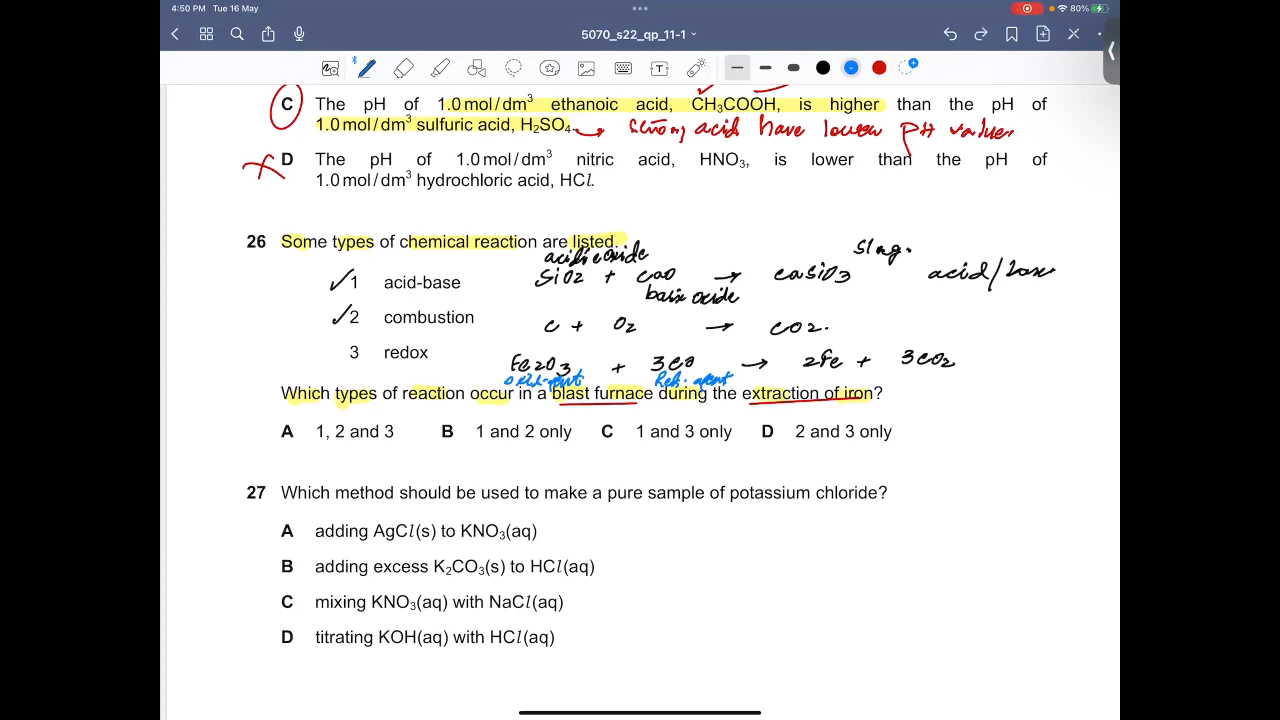 4:50 PM Tue 16 May
80%
5070_s22_qp_11-1
C The pH of 1.0 mol/dm³ ethanoic acid, CH₃COOH, is higher than the pH of
1.0 mol/dm³ sulfuric acid, H₂SO₄. → strong acid have lower pH values
D The pH of 1.0 mol/dm³ nitric acid, HNO₃, is lower than the pH of
1.0 mol/dm³ hydrochloric acid, HCl.
26 Some types of chemical reaction are listed.
acidic oxide slag.
✓1 acid-base SiO2 + CaO → CaSiO3 acid/base
basic oxide
✓2 combustion C + O2 → CO2.
3 redox Fe2O3 + 3CO → 2Fe + 3CO2
Which types of reaction occur in a blast furnace during the extraction of iron?
A 1, 2 and 3 B 1 and 2 only C 1 and 3 only D 2 and 3 only
27 Which method should be used to make a pure sample of potassium chloride?
A adding AgCl(s) to KNO₃(aq)
B adding excess K₂CO₃(s) to HCl(aq)
C mixing KNO₃(aq) with NaCl(aq)
D titrating KOH(aq) with HCl(aq)